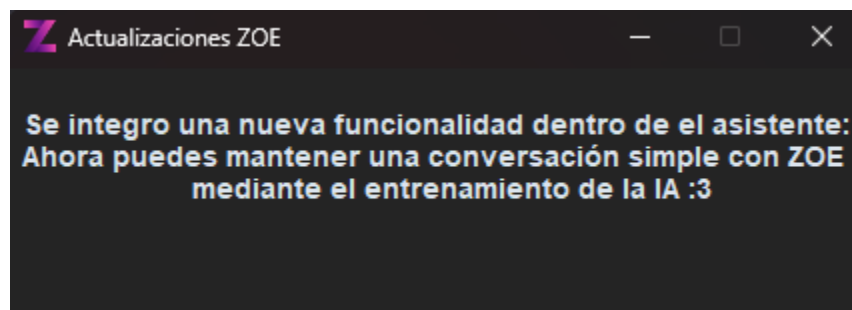 Actualizaciones ZOE
Se integro una nueva funcionalidad dentro de el asistente:
Ahora puedes mantener una conversación simple con ZOE
mediante el entrenamiento de la IA :3